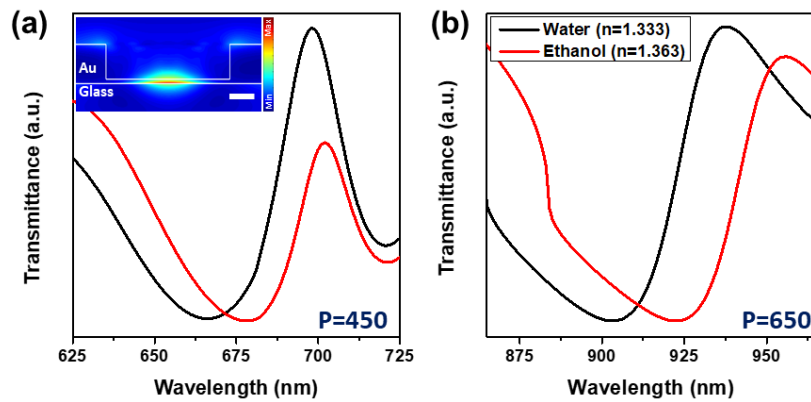 (a)
Au
Glass
Max
Min
Transmittance (a.u.)
P=450
625 650 675 700 725
Wavelength (nm)
(b)
Water (n=1.333)
Ethanol (n=1.363)
Transmittance (a.u.)
P=650
875 900 925 950
Wavelength (nm)